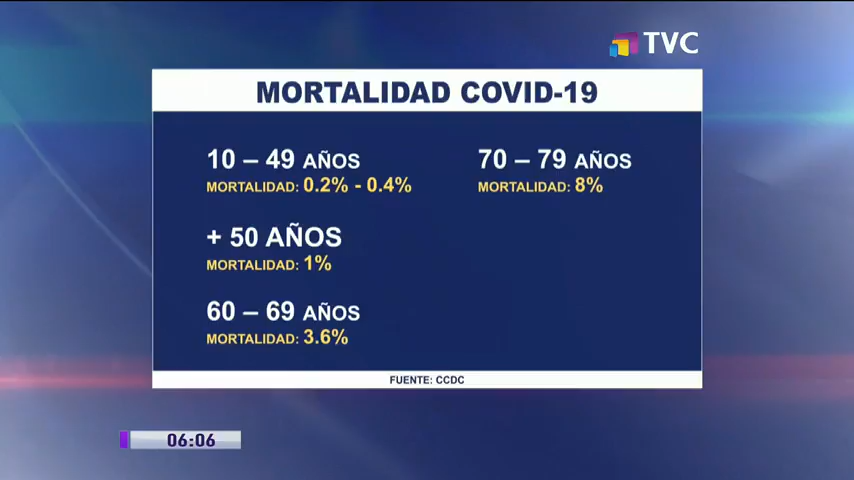 TVC
MORTALIDAD COVID-19
10 – 49 AÑOS
MORTALIDAD: 0.2% - 0.4%
+ 50 AÑOS
MORTALIDAD: 1%
60 – 69 AÑOS
MORTALIDAD: 3.6%
70 – 79 AÑOS
MORTALIDAD: 8%
FUENTE: CCDC
06:06